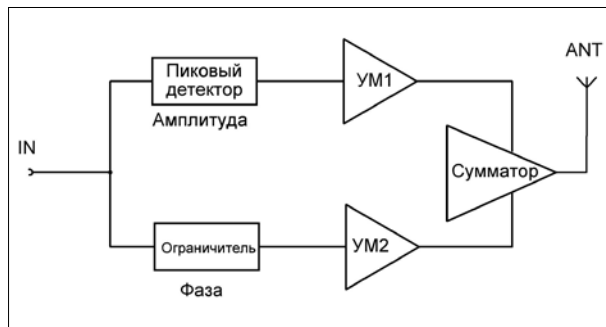 Пиковый
детектор
Амплитуда
УМ1
ANT
IN
Сумматор
Ограничитель
Фаза
УМ2